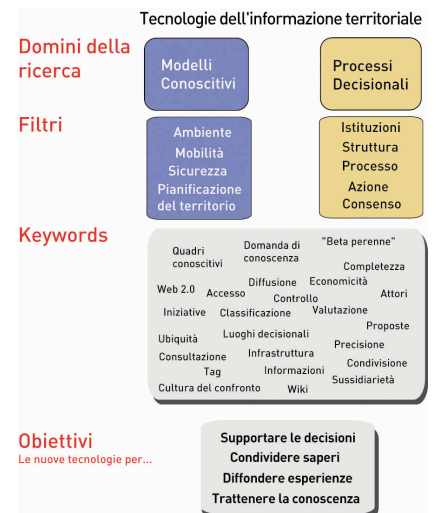 Tecnologie dell'informazione territoriale
Domini della
ricerca
Modelli
Conoscitivi
Processi
Decisionali
Filtri
Ambiente
Mobilità
Sicurezza
Pianificazione
del territorio
Istituzioni
Struttura
Processo
Azione
Consenso
Keywords
Quadri
conoscitivi
Domanda di
conoscenza
"Beta perenne"
Completezza
Web 2.0
Accesso
Diffusione
Economicità
Controllo
Attori
Iniziative
Classificazione
Valutazione
Proposte
Ubiquità
Luoghi decisionali
Precisione
Consultazione
Infrastruttura
Condivisione
Tag
Informazioni
Sussidiarietà
Cultura del confronto
Wiki
Obiettivi
Le nuove tecnologie per...
Supportare le decisioni
Condividere saperi
Diffondere esperienze
Trattenere la conoscenza